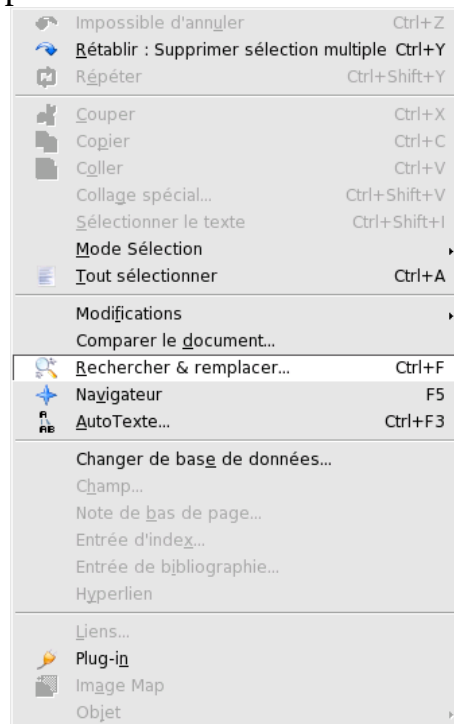 Impossible d'annuler Ctrl+Z
Rétablir : Supprimer sélection multiple Ctrl+Y
Répéter Ctrl+Shift+Y
Couper Ctrl+X
Copier Ctrl+C
Coller Ctrl+V
Collage spécial... Ctrl+Shift+V
Sélectionner le texte Ctrl+Shift+I
Mode Sélection
Tout sélectionner Ctrl+A
Modifications
Comparer le document...
Rechercher & remplacer... Ctrl+F
Navigateur F5
AutoTexte... Ctrl+F3
Changer de base de données...
Champ...
Note de bas de page...
Entrée d'index...
Entrée de bibliographie...
Hyperlien
Liens...
Plug-in
Image Map
Objet